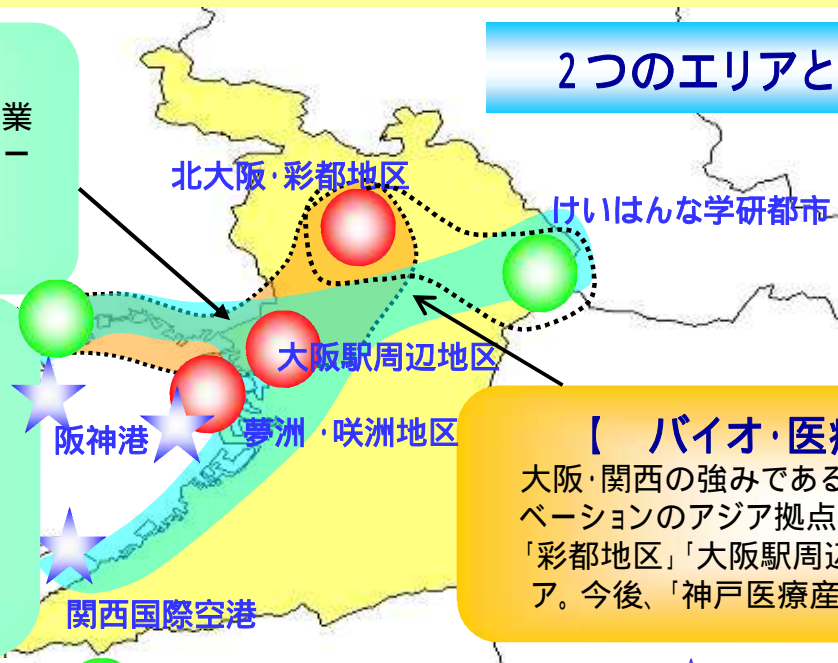 2つのエリアと
業
ー
北大阪・彩都地区
けいはんな学研都市
大阪駅周辺地区
阪神港
夢洲・咲洲地区
関西国際空港
【 バイオ・医療
大阪・関西の強みである
ベーションのアジア拠点
「彩都地区」「大阪駅周辺
ア。今後、「神戸医療産